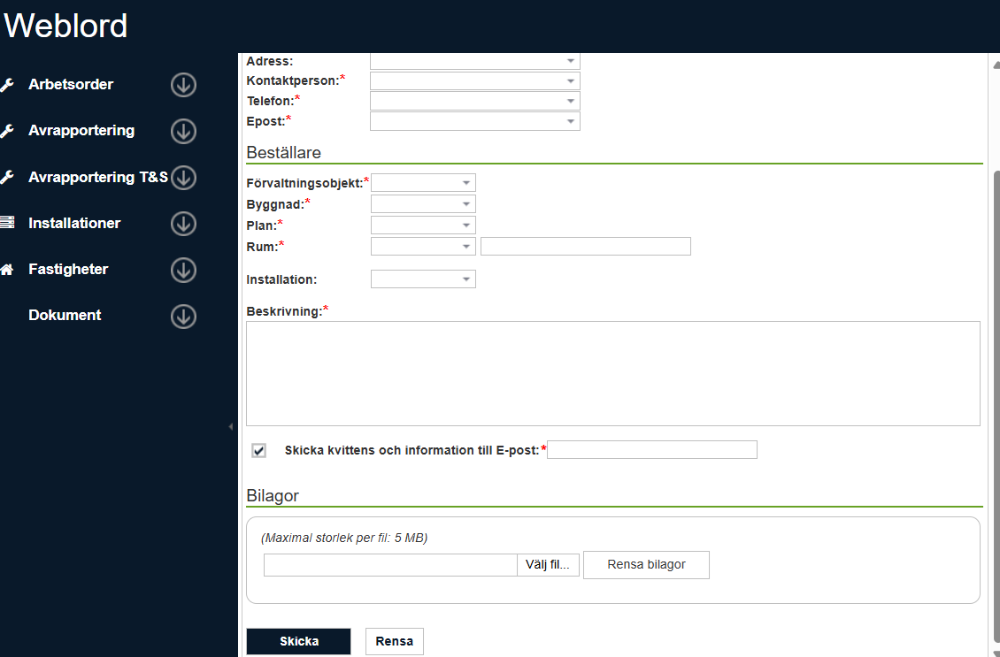 Weblord
Arbetsorder
Avrapportering
Avrapportering T&S
Installationer
Fastigheter
Dokument
Adress:
Kontaktperson:*
Telefon:*
Epost:*
Beställare
Förvaltningsobjekt:*
Byggnad:*
Plan:*
Rum:*
Installation:
Beskrivning:*
Skicka kvittens och information till E-post:*
Bilagor
(Maximal storlek per fil: 5 MB)
Välj fil... Rensa bilagor
Skicka Rensa